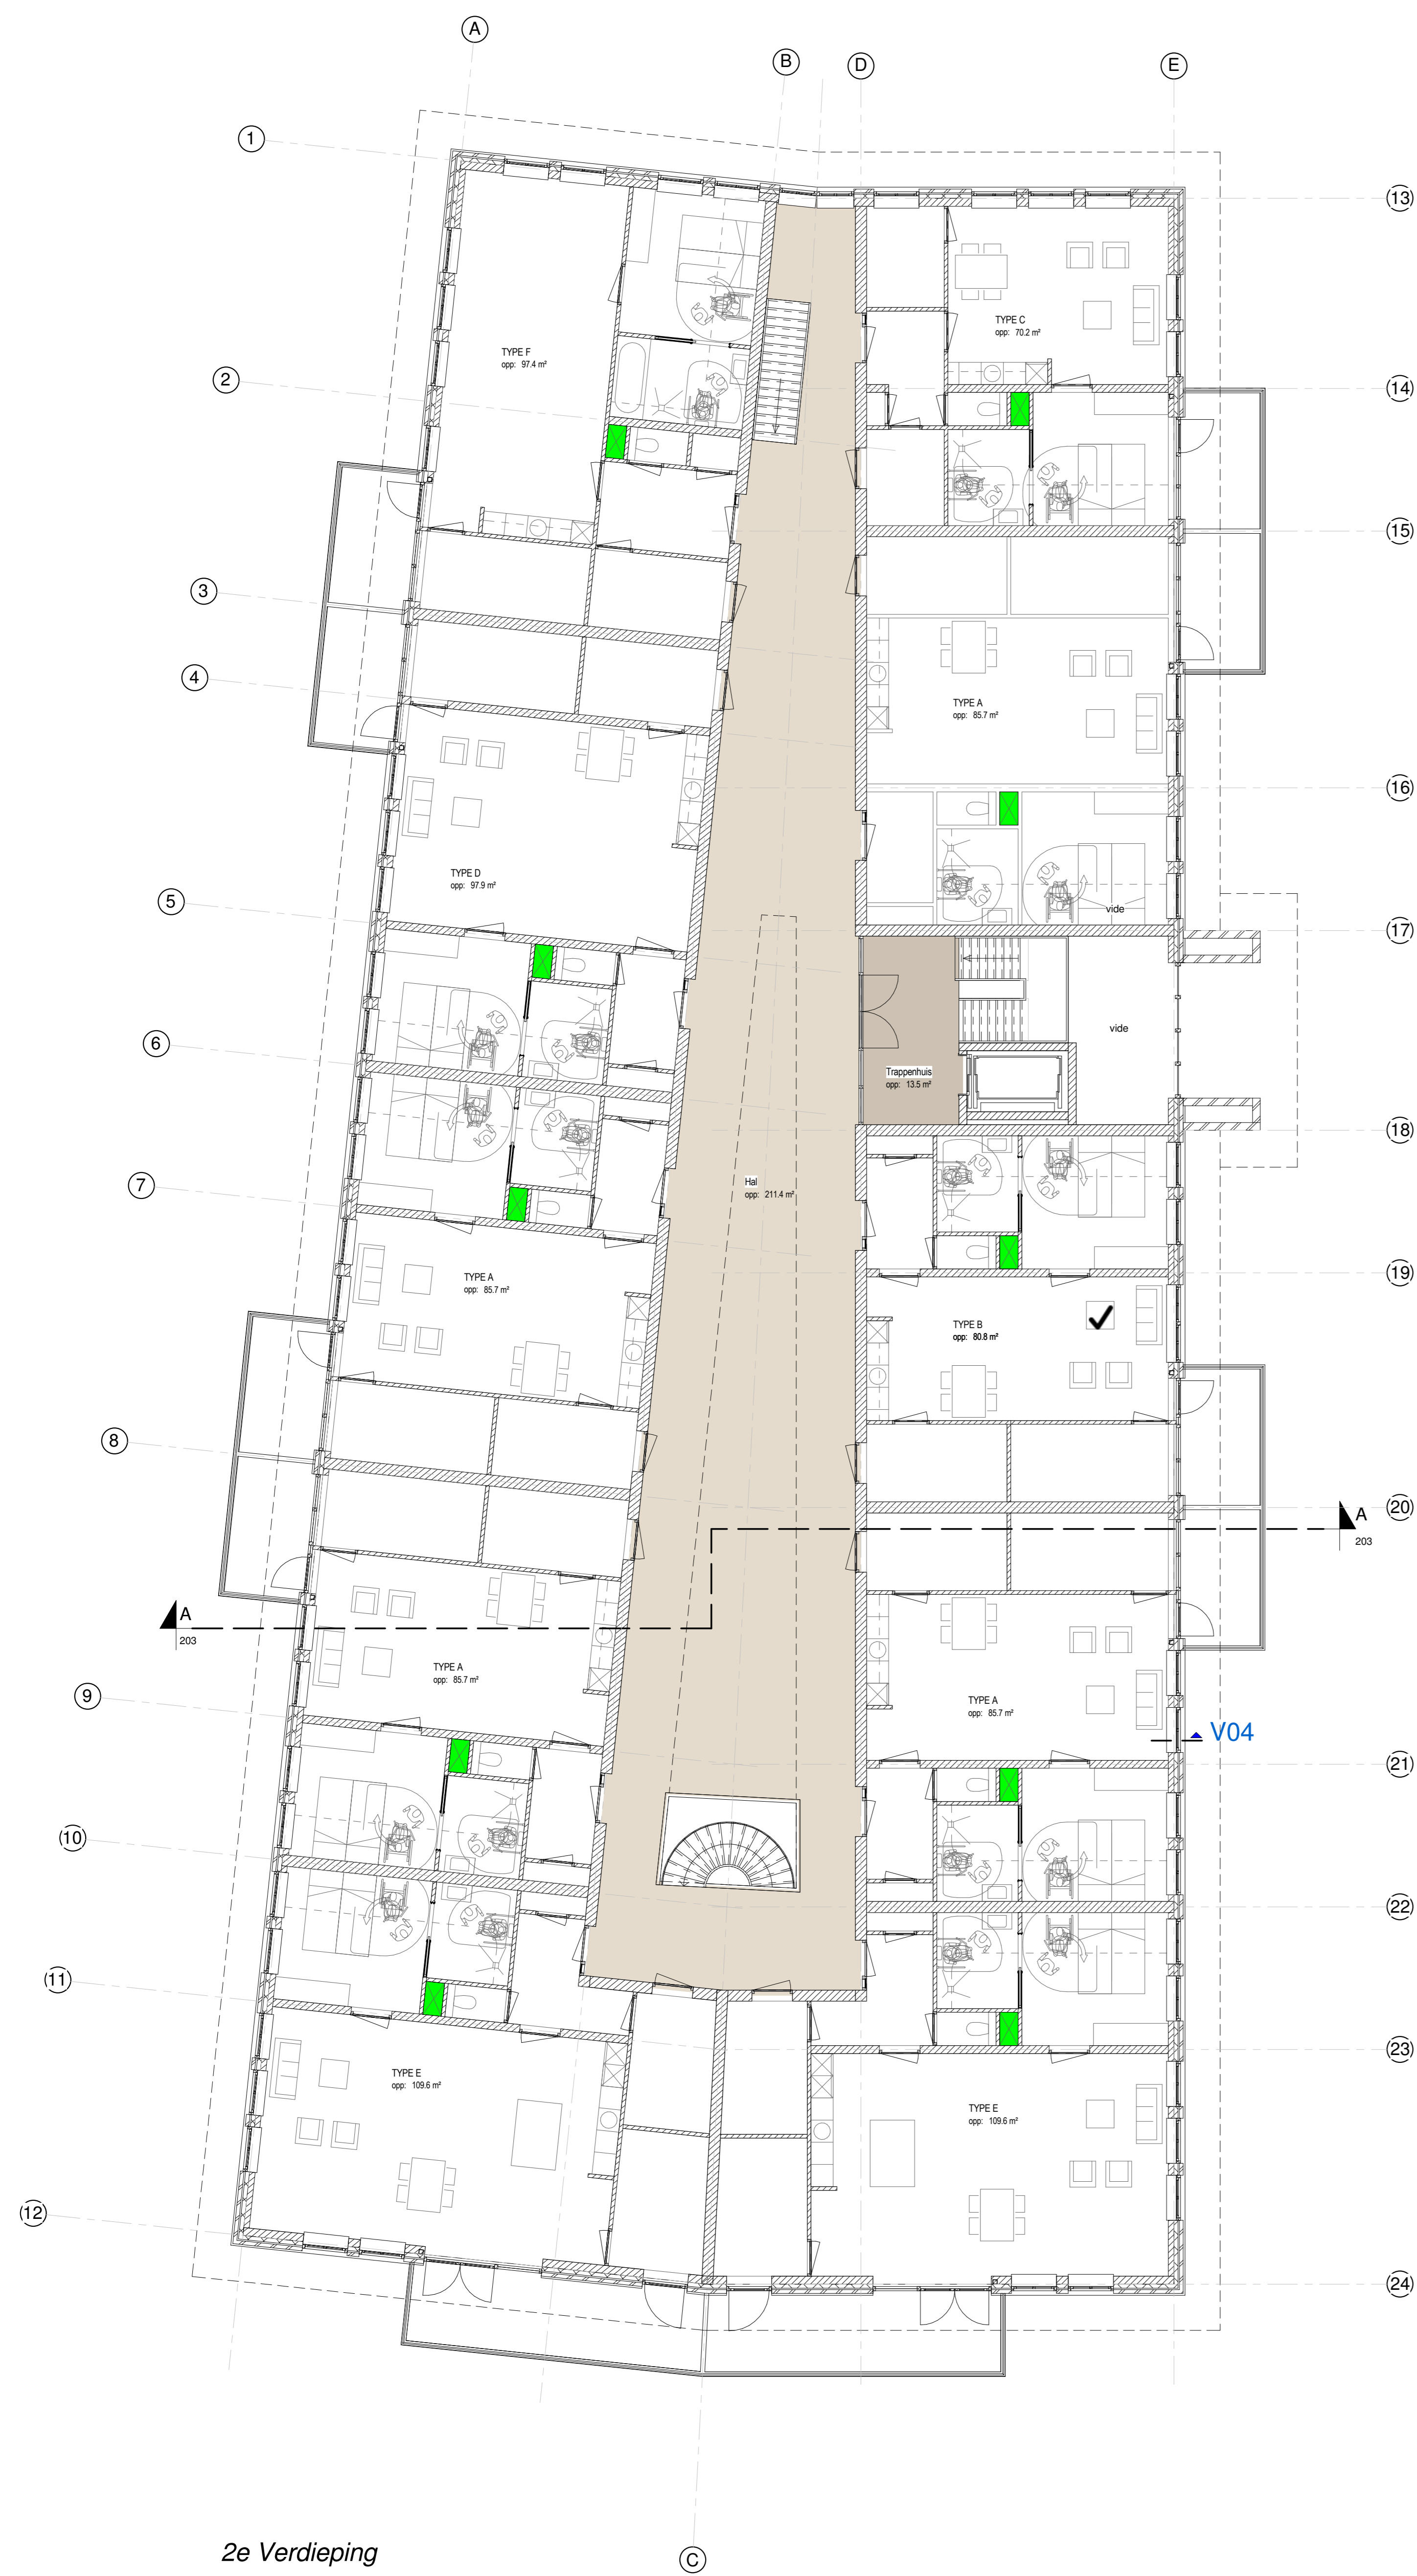 A
B
D
E
1
(13)
TYPE C
opp: 70.2 m²
TYPE F
opp: 97.4 m²
2
(14)
(15)
3
4
TYPE A
opp: 85.7 m²
(16)
TYPE D
opp: 97.9 m²
5
vide
(17)
6
vide
Trappenhuis
opp: 13.5 m²
(18)
7
Hal
opp: 211.4 m²
(19)
TYPE A
opp: 85.7 m²
TYPE B
opp: 80.8 m²
8
(20)
A
203
A
203
TYPE A
opp: 85.7 m²
9
TYPE A
opp: 85.7 m²
V04
(21)
(10)
(22)
(11)
(23)
TYPE E
opp: 109.6 m²
TYPE E
opp: 109.6 m²
(12)
(24)
2e Verdieping
C